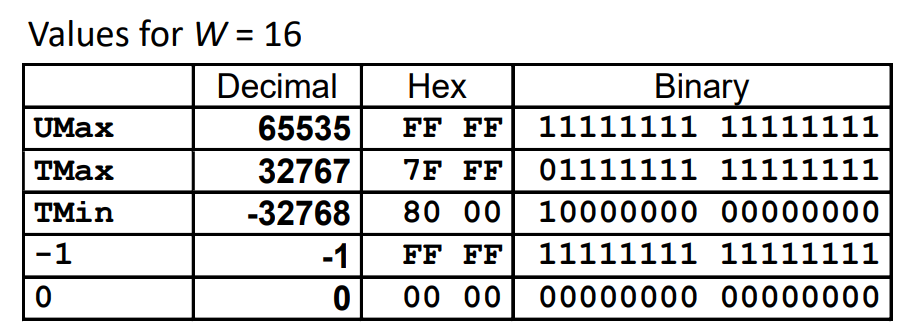 Values for W = 16
Decimal Hex Binary
UMax 65535 FF FF 11111111 11111111
TMax 32767 7F FF 01111111 11111111
TMin -32768 80 00 10000000 00000000
-1 -1 FF FF 11111111 11111111
0 0 00 00 00000000 00000000